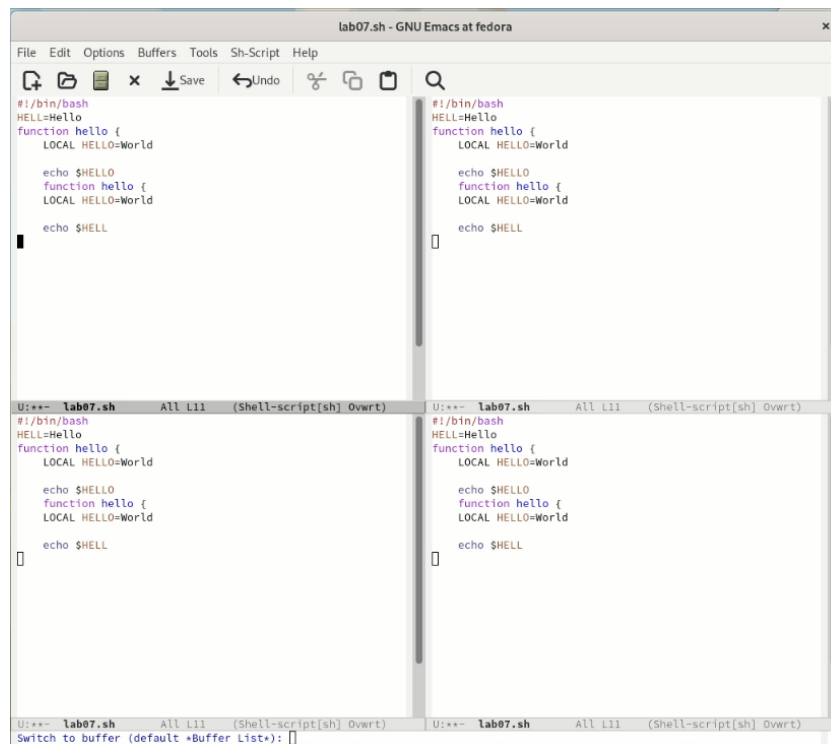 lab07.sh - GNU Emacs at fedora
×
File Edit Options Buffers Tools Sh-Script Help
Save Undo
#!/bin/bash
HELL=Hello
function hello {
    LOCAL HELLO=World

    echo $HELLO
    function hello {
    LOCAL HELLO=World

    echo $HELL
U:**- lab07.sh All L11 (Shell-script[sh] Ovwrt)
#!/bin/bash
HELL=Hello
function hello {
    LOCAL HELLO=World

    echo $HELLO
    function hello {
    LOCAL HELLO=World

    echo $HELL
U:**- lab07.sh All L11 (Shell-script[sh] Ovwrt)
#!/bin/bash
HELL=Hello
function hello {
    LOCAL HELLO=World

    echo $HELLO
    function hello {
    LOCAL HELLO=World

    echo $HELL
U:**- lab07.sh All L11 (Shell-script[sh] Ovwrt)
#!/bin/bash
HELL=Hello
function hello {
    LOCAL HELLO=World

    echo $HELLO
    function hello {
    LOCAL HELLO=World

    echo $HELL
U:**- lab07.sh All L11 (Shell-script[sh] Ovwrt)
Switch to buffer (default *Buffer List*):